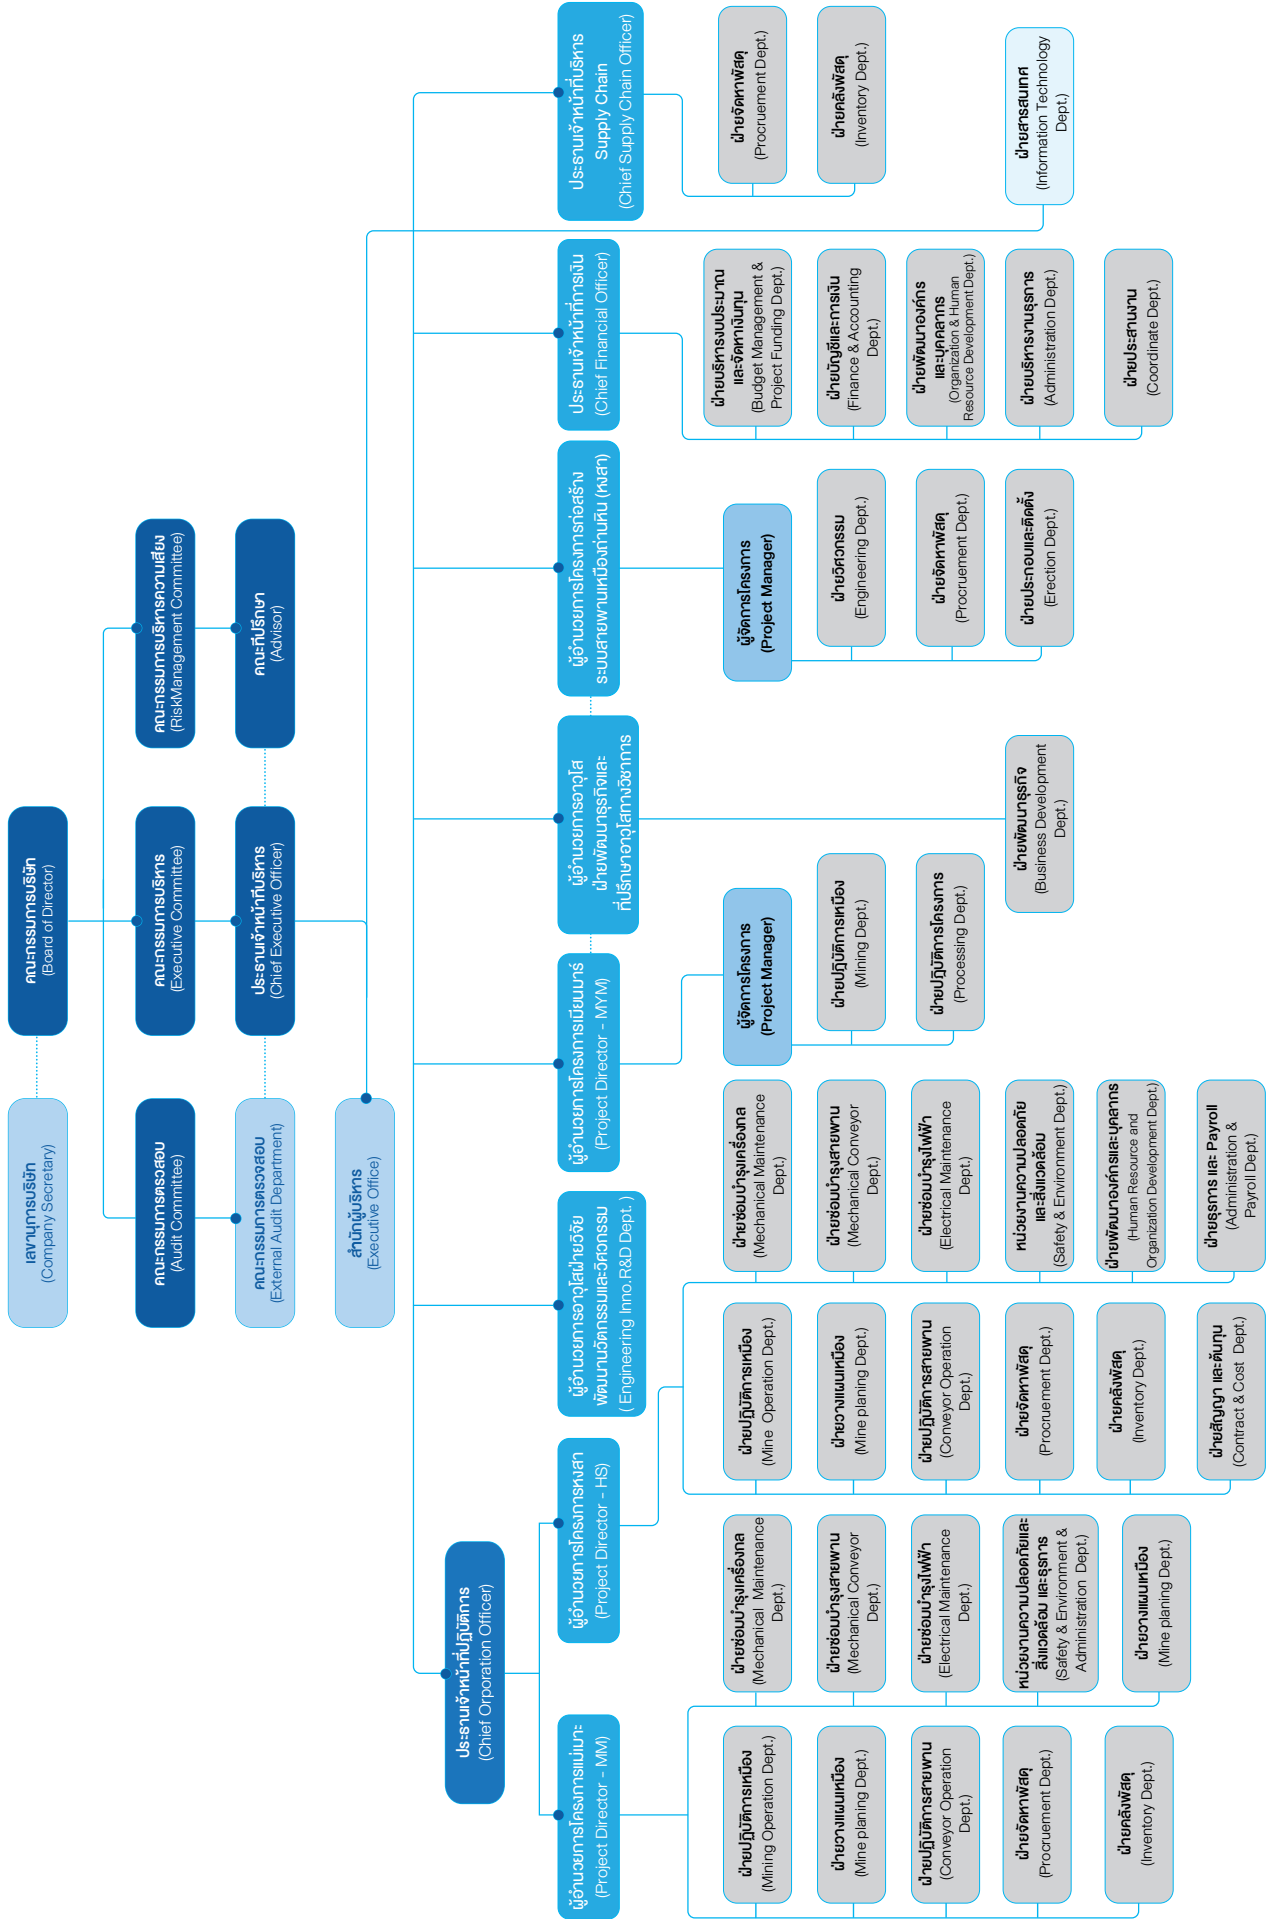 คณะกรรมการบริษัท
(Board of Director)
เลขานุการบริษัท
(Company Secretary)
คณะกรรมการตรวสอบ
(Audit Committee)
คณะกรรมการบริหาร
(Executive Committee)
คณะกรรมการบริหารความเสี่ยง
(RiskManagement Committee)
คณะกรรมการตรวจสอบ
(External Audit Department)
ประธานเจ้าหน้าที่บริหาร
(Chief Executive Officer)
คณะที่ปรึกษา
(Advisor)
สำนักผู้บริหาร
(Executive Office)
ประธานเจ้าหน้าที่ปฏิบัติการ
(Chief Orporation Officer)
ผู้อำนวยการโครงการแม่เมาะ
(Project Director - MM)
ผู้อำนวยการโครงการหงสา
(Project Director - HS)
ผู้อำนวยการอาวุโสฝ่ายวิจัย
พัฒนานวัตกรรมและวิศวกรรม
( Engineering Inno.R&D Dept. )
ผู้อำนวยการโครงการเมียนมาร์
(Project Director - MYM)
ผู้อำนวยการอาวุโส
ฝ่ายพัฒนาธุรกิจและ
ที่ปรึกษาอาวุโสทางวิชาการ
ผู้อำนวยการโครงการก่อสร้าง
ระบบสายพานเหมืองถ่านหิน (หงสา)
ประธานเจ้าหน้าที่การเงิน
(Chief Financial Officer)
ประธานเจ้าหน้าที่บริหาร
Supply Chain
(Chief Supply Chain Officer)
ฝ่ายปฏิบัติการเหมือง
(Mining Operation Dept.)
ฝ่ายวางแผนเหมือง
(Mine planing Dept.)
ฝ่ายปฏิบัติการสายพาน
(Conveyor Operation
Dept.)
ฝ่ายจัดหาพัสดุ
(Procruement Dept.)
ฝ่ายคลังพัสดุ
(Inventory Dept.)
ฝ่ายซ่อมบำรุงเครื่องกล
(Mechanical Maintenance
Dept.)
ฝ่ายซ่อมบำรุงสายพาน
(Mechanical Conveyor
Dept.)
ฝ่ายซ่อมบำรุงไฟฟ้า
(Electrical Maintenance
Dept.)
หน่วยงานความปลอดภัยและ
สิ่งแวดล้อม และธุรการ
(Safety & Environment &
Administration Dept.)
ฝ่ายวางแผนเหมือง
(Mine planing Dept.)
ฝ่ายปฏิบัติการเหมือง
(Mine Operation Dept.)
ฝ่ายวางแผนเหมือง
(Mine planing Dept.)
ฝ่ายปฏิบัติการสายพาน
(Conveyor Operation
Dept.)
ฝ่ายจัดหาพัสดุ
(Procruement Dept.)
ฝ่ายคลังพัสดุ
(Inventory Dept.)
ฝ่ายสัญญา และต้นทุน
(Contract & Cost Dept.)
ฝ่ายซ่อมบำรุงเครื่องกล
(Mechanical Maintenance
Dept.)
ฝ่ายซ่อมบำรุงสายพาน
(Mechanical Conveyor
Dept.)
ฝ่ายซ่อมบำรุงไฟฟ้า
(Electrical Maintenance
Dept.)
หน่วยงานความปลอดภัย
และสิ่งแวดล้อม
(Safety & Environment Dept.)
ฝ่ายพัฒนาองค์กรและบุคลากร
(Human Resource and
Organization Development Dept.)
ฝ่ายธุรการ และ Payroll
(Administration &
Payroll Dept.)
ผู้จัดการโครงการ
(Project Manager)
ฝ่ายปฏิบัติการเหมือง
(Mining Dept.)
ฝ่ายปฏิบัติการโครงการ
(Processing Dept.)
ฝ่ายพัฒนาธุรกิจ
(Business Development
Dept.)
ผู้จัดการโครงการ
(Project Manager)
ฝ่ายวิศวกรรม
(Engineering Dept.)
ฝ่ายจัดหาพัสดุ
(Procruement Dept.)
ฝ่ายประกอบและติดตั้ง
(Erection Dept.)
ฝ่ายบริหารงบประมาณ
และจัดหาเงินทุน
(Budget Management &
Project Funding Dept.)
ฝ่ายบัญชีและการเงิน
(Finance & Accounting
Dept.)
ฝ่ายพัฒนาองค์กร
และบุคคลากร
(Organization & Human
Resource Development Dept.)
ฝ่ายบริหารงานธุรการ
(Administration Dept.)
ฝ่ายประสานงาน
(Coordinate Dept.)
ฝ่ายจัดหาพัสดุ
(Procruement Dept.)
ฝ่ายคลังพัสดุ
(Inventory Dept.)
ฝ่ายสารสนเทศ
(Information Technology
Dept.)